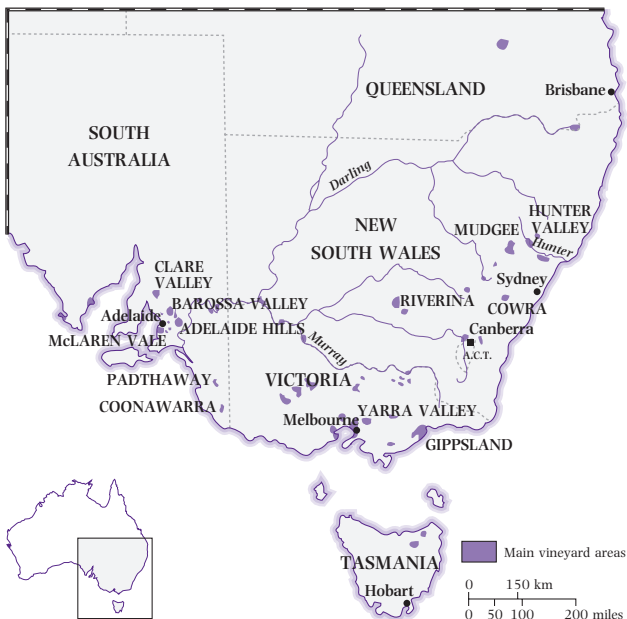 QUEENSLAND
Brisbane
SOUTH
AUSTRALIA
Darling
NEW
SOUTH WALES
MUDGEE
HUNTER
VALLEY
Hunter
CLARE
VALLEY
Sydney
BAROSSA VALLEY
RIVERINA
COWRA
Adelaide
ADELAIDE HILLS
Canberra
McLAREN VALE
Murray
A.C.T.
PADTHAWAY
VICTORIA
COONAWARRA
Melbourne
YARRA VALLEY
GIPPSLAND
TASMANIA
Hobart
Main vineyard areas
0 150 km
0 50 100 200 miles